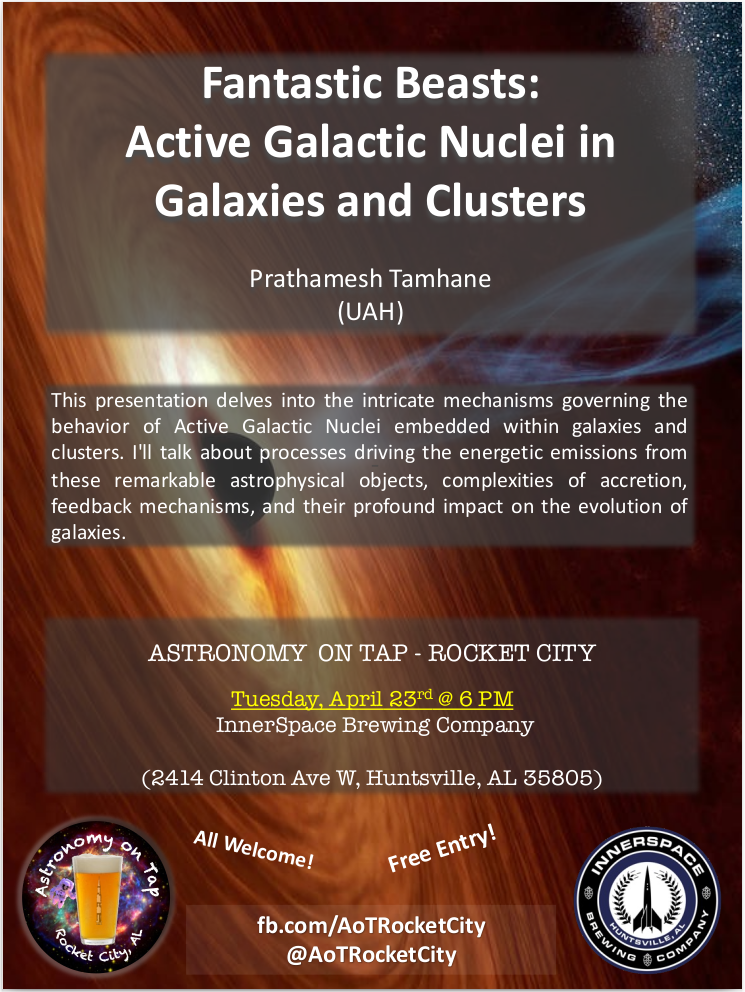 Fantastic Beasts:
Active Galactic Nuclei in
Galaxies and Clusters
Prathamesh Tamhane
(UAH)
This presentation delves into the intricate mechanisms governing the
behavior of Active Galactic Nuclei embedded within galaxies and
clusters. I'll talk about processes driving the energetic emissions from
these remarkable astrophysical objects, complexities of accretion,
feedback mechanisms, and their profound impact on the evolution of
galaxies.
ASTRONOMY ON TAP - ROCKET CITY
Tuesday, April 23rd @ 6 PM
InnerSpace Brewing Company
(2414 Clinton Ave W, Huntsville, AL 35805)
All Welcome!
Free Entry!
Astronomy on Tap
Rocket City, AL
fb.com/AoTRocketCity
@AoTRocketCity
INNERSPACE
HUNTSVILLE, AL
BREWING COMPANY